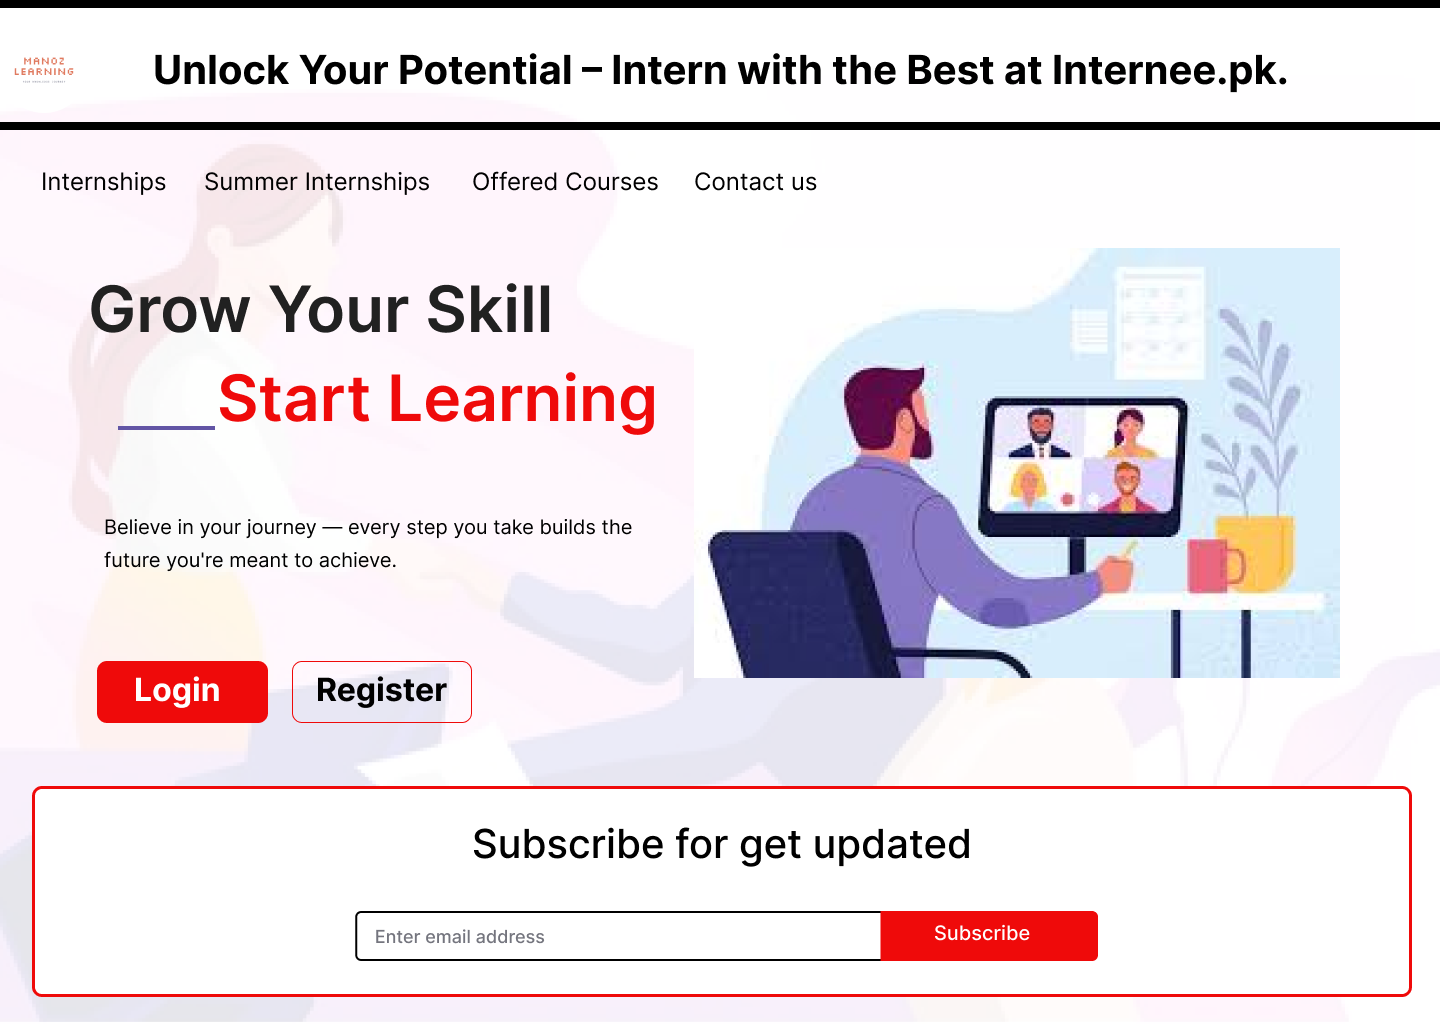 MANOZ
LEARNING
Unlock Your Potential – Intern with the Best at Internee.pk.
Internships Summer Internships Offered Courses Contact us
Grow Your Skill
Start Learning
Believe in your journey — every step you take builds the
future you're meant to achieve.
Login Register
Subscribe for get updated
Enter email address Subscribe